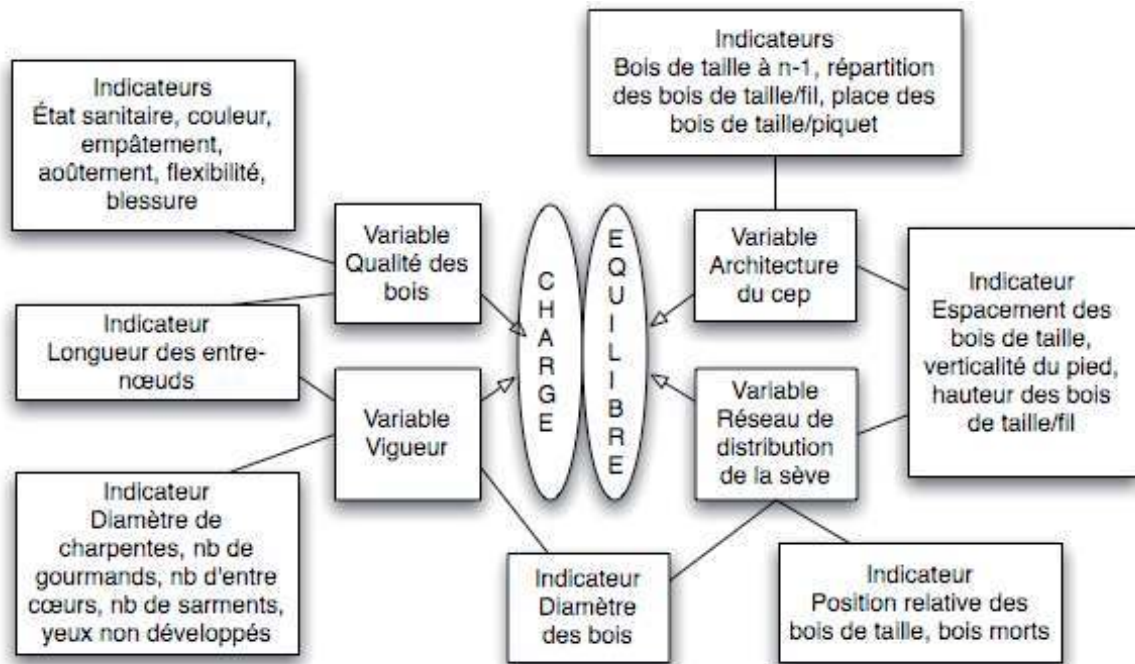 Indicateurs
État sanitaire, couleur,
empâtement,
aoûtement, flexibilité,
blessure
Indicateur
Longueur des entre-
nœuds
Indicateur
Diamètre de
charpentes, nb de
gourmands, nb d'entre
cœurs, nb de sarments,
yeux non développés
Variable
Qualité des
bois
Variable
Vigueur
CHARGE
EQUILIBRE
Indicateurs
Bois de taille à n-1, répartition
des bois de taille/fil, place des
bois de taille/piquet
Variable
Architecture
du cep
Variable
Réseau de
distribution
de la sève
Indicateur
Espacement des
bois de taille,
verticalité du pied,
hauteur des bois
de taille/fil
Indicateur
Diamètre
des bois
Indicateur
Position relative des
bois de taille, bois morts